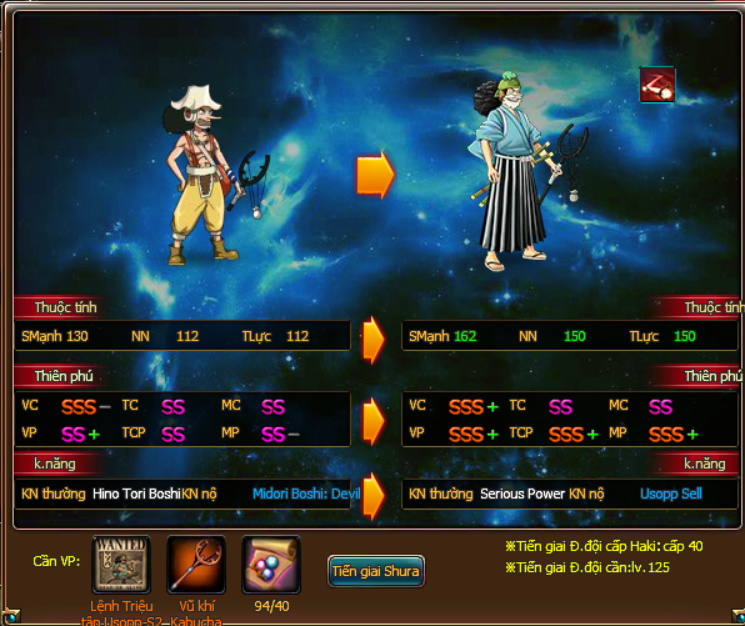 Thuộc tính Thuộc tính
SMạnh 130 NN 112 TLực 112 SMạnh 162 NN 150 TLực 150
Thiên phú Thiên phú
VC SSS– TC SS MC SS VC SSS+ TC SS MC SS
VP SS+ TCP SS MP SS– VP SSS+ TCP SSS+ MP SSS+
k.năng k.năng
KN thường Hino Tori Boshi KN nộ Midori Boshi: Devil KN thường Serious Power KN nộ Usopp Sell
WANTED
Cần VP: Tiến giai Shura
※Tiến giai Đ.đội cấp Haki: cấp 40
※Tiến giai Đ.đội cần:lv.125
Lệnh Triệu Vũ khí 94/40
tập Usopp-S2 Kabucha